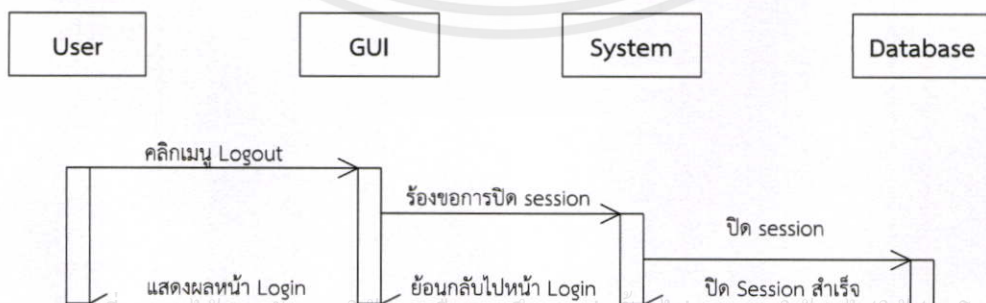 User
GUI
System
Database
คลิกเมนู Logout
ร้องขอการปิด session
ปิด session
แสดงผลหน้า Login
ย้อนกลับไปหน้า Login
ปิด Session สำเร็จ